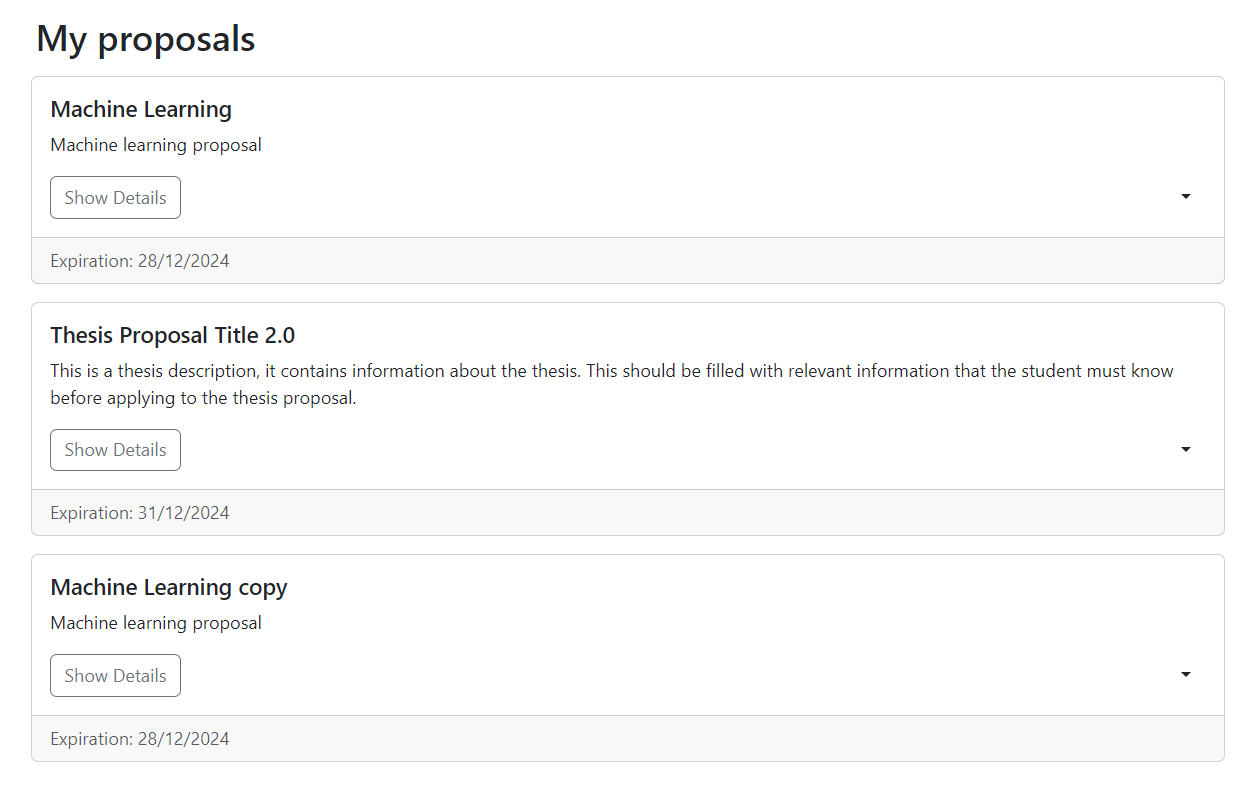 My proposals
Machine Learning
Machine learning proposal
Show Details
Expiration: 28/12/2024
Thesis Proposal Title 2.0
This is a thesis description, it contains information about the thesis. This should be filled with relevant information that the student must know
before applying to the thesis proposal.
Show Details
Expiration: 31/12/2024
Machine Learning copy
Machine learning proposal
Show Details
Expiration: 28/12/2024